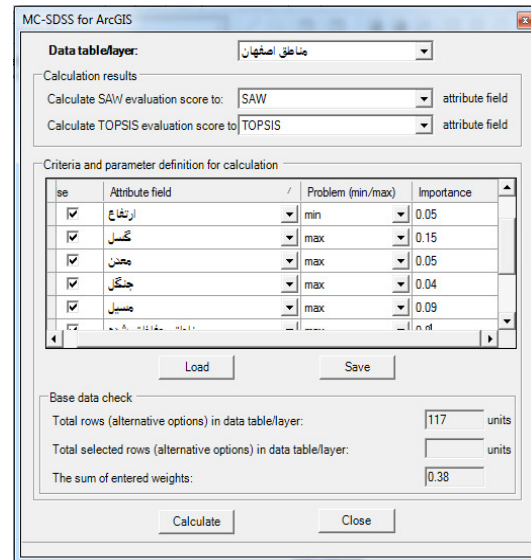 MC-SDSS for ArcGIS
Data table/layer: مناطق اصفهان
Calculation results
Calculate SAW evaluation score to: SAW attribute field
Calculate TOPSIS evaluation score to TOPSIS attribute field
Criteria and parameter definition for calculation
se Attribute field / Problem (min/max) Importance
ارتفاع min 0.05
گسل max 0.15
معدن max 0.05
جنگل max 0.04
مسیل max 0.09
Load Save
Base data check
Total rows (alternative options) in data table/layer: 117 units
Total selected rows (alternative options) in data table/layer: units
The sum of entered weights: 0.38
Calculate Close